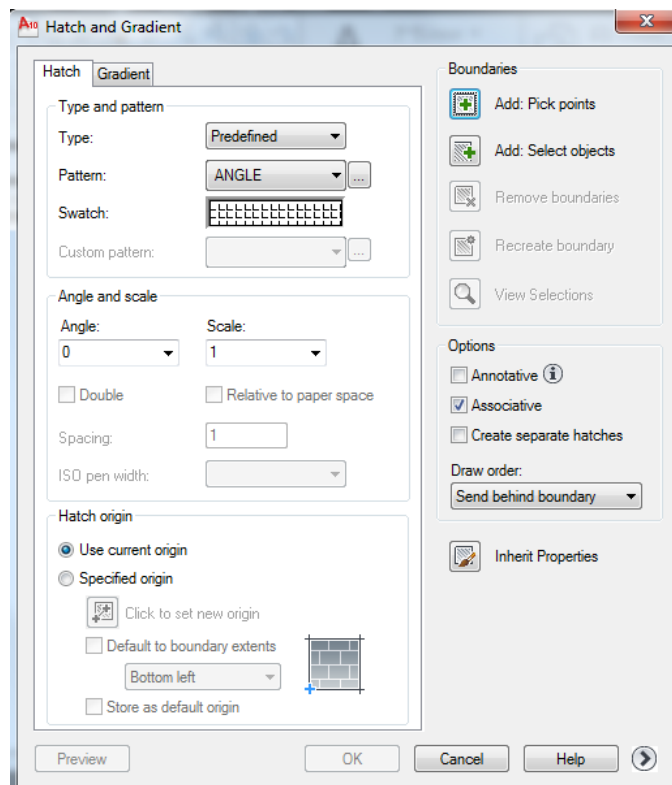 A10 Hatch and Gradient
Hatch Gradient
Type and pattern
Type: Predefined
Pattern: ANGLE ...
Swatch:
Custom pattern: ...
Angle and scale
Angle: Scale:
0 1
Double Relative to paper space
Spacing: 1
ISO pen width:
Hatch origin
Use current origin
Specified origin
Click to set new origin
Default to boundary extents
Bottom left
Store as default origin
Boundaries
Add: Pick points
Add: Select objects
Remove boundaries
Recreate boundary
View Selections
Options
Annotative
Associative
Create separate hatches
Draw order:
Send behind boundary
Inherit Properties
Preview OK Cancel Help